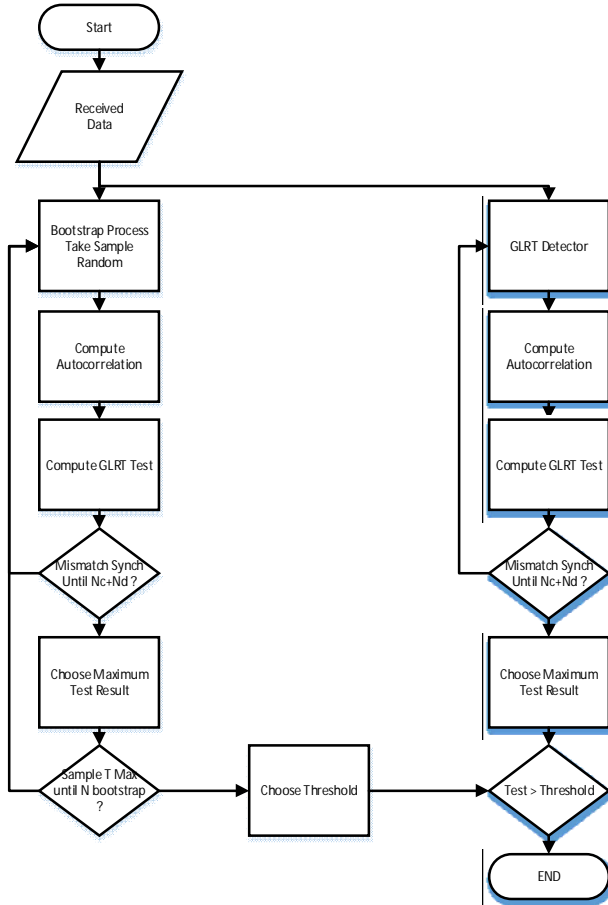 Start
Received
Data
Bootstrap Process
Take Sample
Random
GLRT Detector
Compute
Autocorrelation
Compute
Autocorrelation
Compute GLRT Test
Compute GLRT Test
Mismatch Synch
Until Nc+Nd ?
Mismatch Synch
Until Nc+Nd ?
Choose Maximum
Test Result
Choose Maximum
Test Result
Sample T Max
until N bootstrap
?
Choose Threshold
Test > Threshold
END